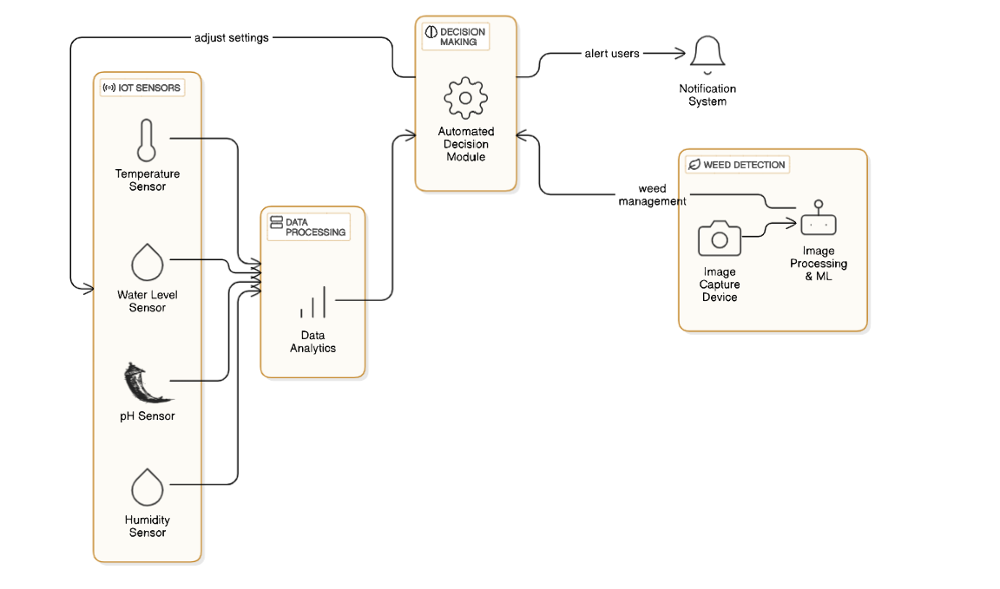 adjust settings
DECISION
MAKING
Automated
Decision
Module
alert users
Notification
System
IOT SENSORS
Temperature
Sensor
Water Level
Sensor
pH Sensor
Humidity
Sensor
DATA
PROCESSING
Data
Analytics
WEED DETECTION
weed
management
Image
Capture
Device
Image
Processing
& ML